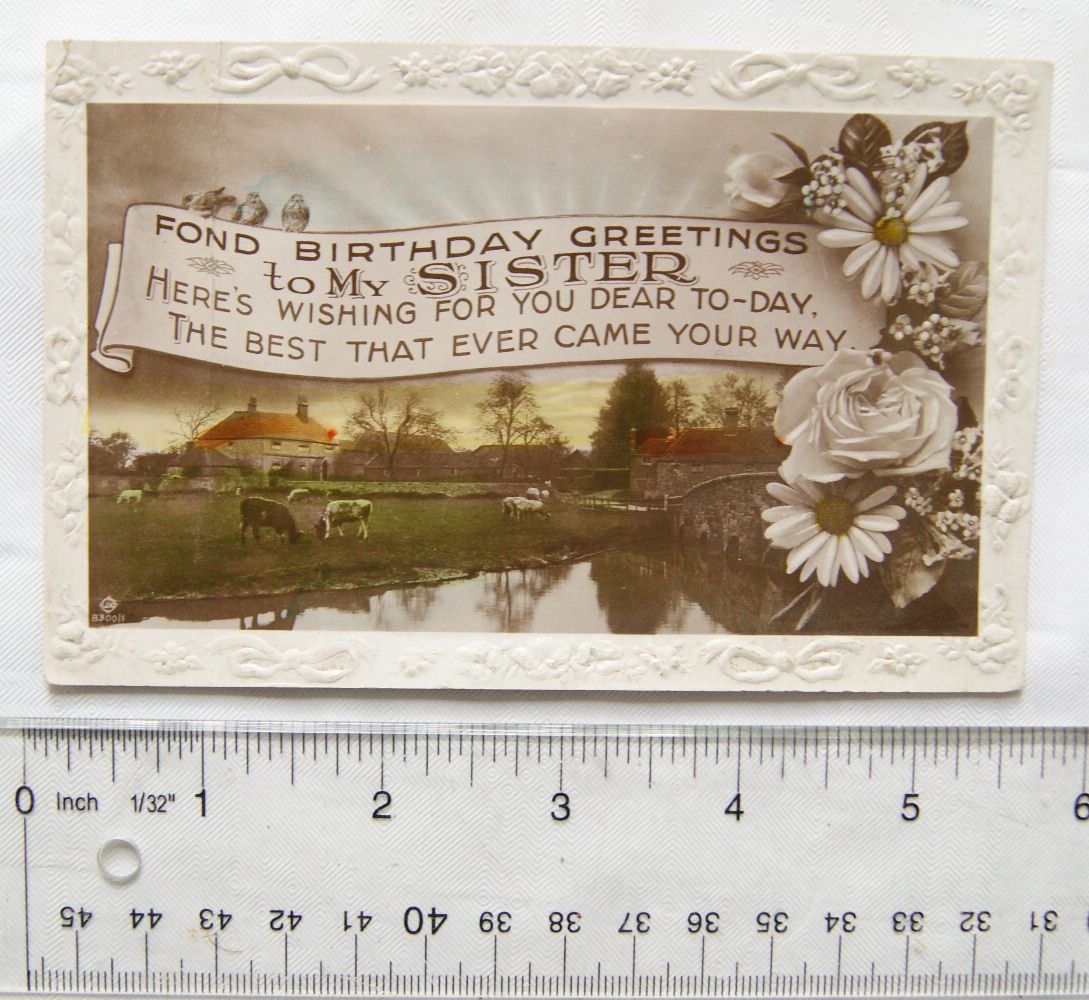 FOND BIRTHDAY GREETINGS
to My SISTER
HERE'S WISHING FOR YOU DEAR TO-DAY,
THE BEST THAT EVER CAME YOUR WAY.
B300/1
0 Inch 1/32" 1 2 3 4 5 6
45 44 43 42 41 40 39 38 37 36 35 34 33 32 31